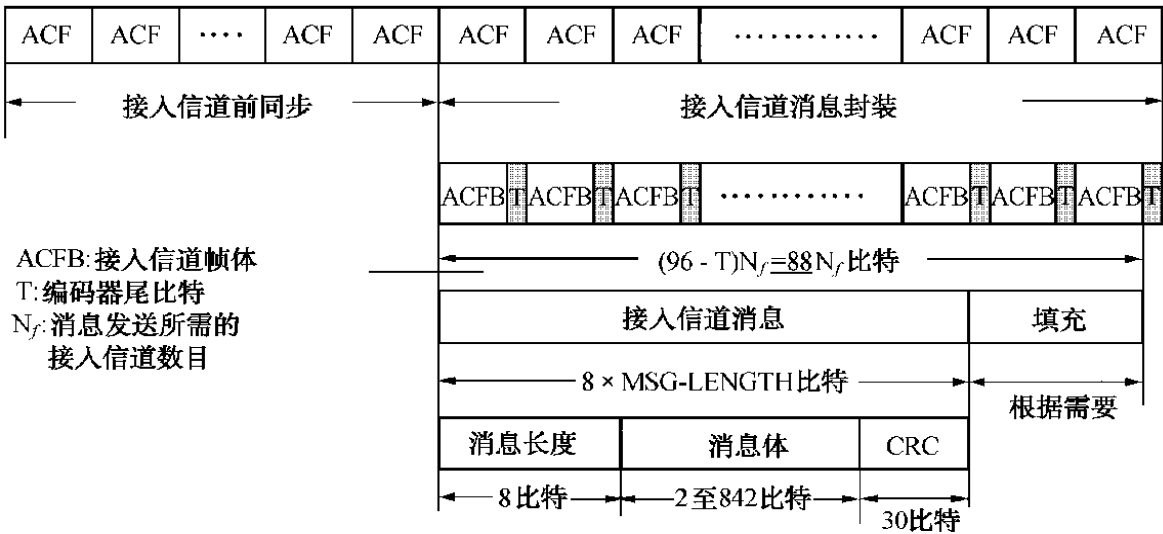 ACF ACF ···· ACF ACF ACF ACF ACF ············· ACF ACF ACF
接入信道前同步 接入信道消息封装
ACFB T ACFB T ACFB T ············ ACFB T ACFB T ACFB T
ACFB:接入信道帧体
T:编码器尾比特
Nf:消息发送所需的
接入信道数目
(96 - T)Nf=88Nf比特
接入信道消息 填充
8 × MSG-LENGTH比特
根据需要
消息长度 消息体 CRC
8比特 2至842比特 30比特